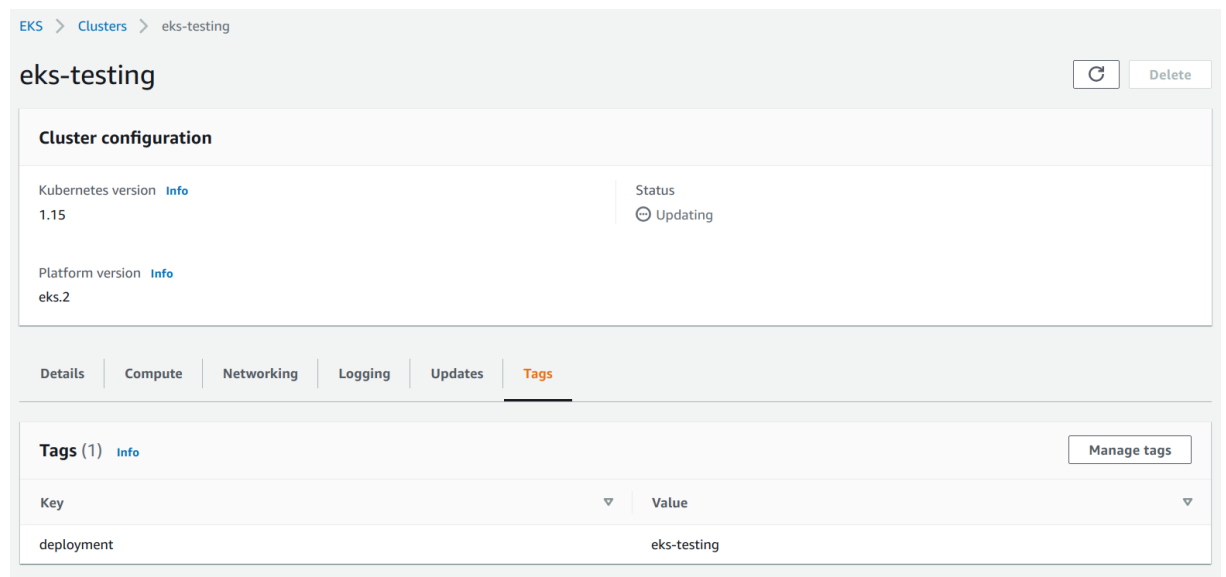 EKS > Clusters > eks-testing
eks-testing
Delete
Cluster configuration
Kubernetes version Info
1.15
Status
Updating
Platform version Info
eks.2
Details Compute Networking Logging Updates Tags
Tags (1) Info
Manage tags
Key Value
deployment eks-testing